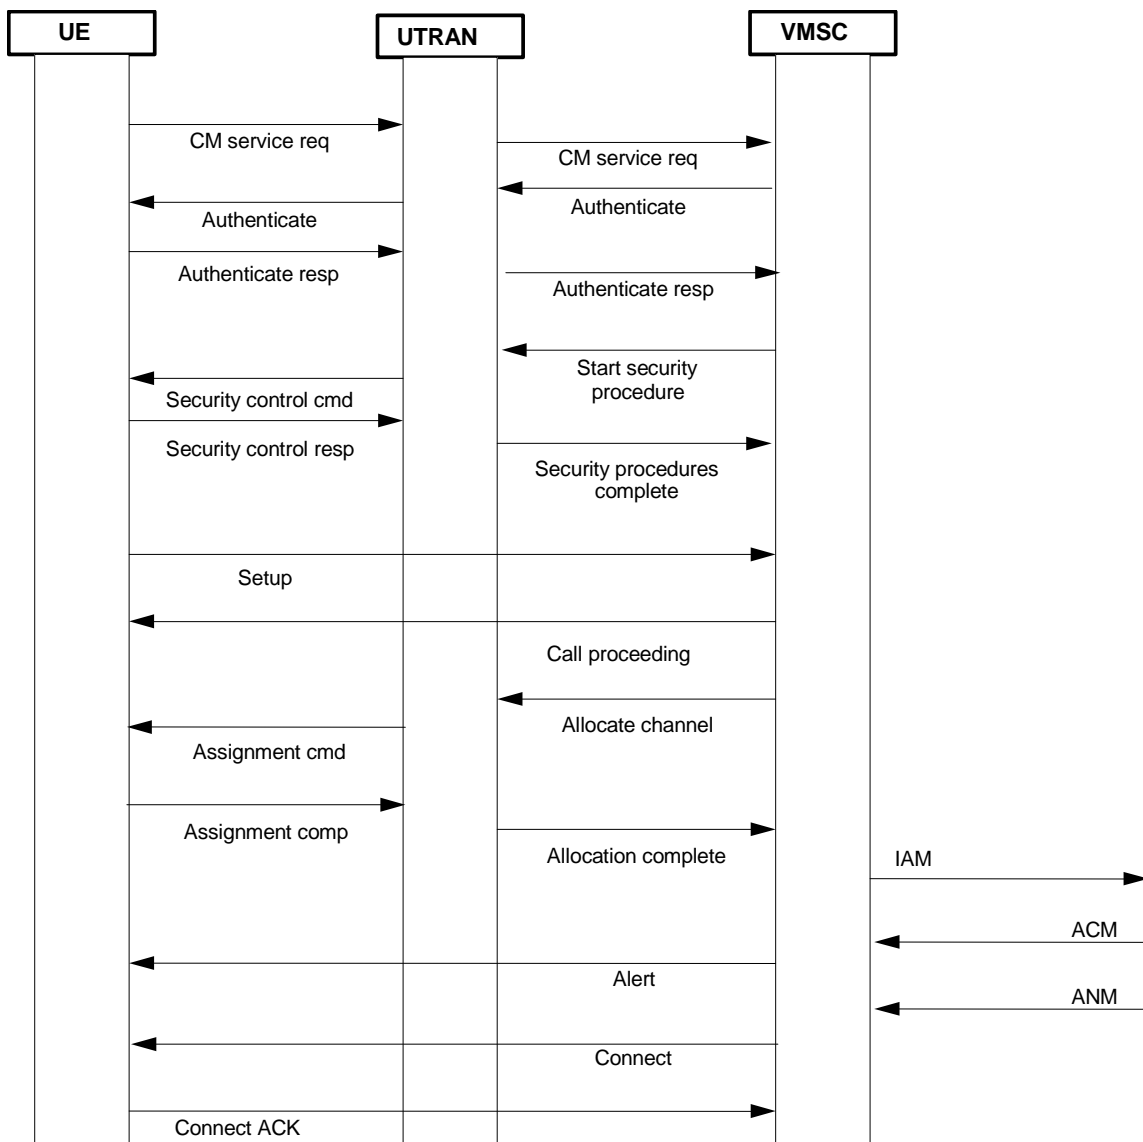 UE
UTRAN
VMSC
CM service req
CM service req
Authenticate
Authenticate
Authenticate resp
Authenticate resp
Start security
procedure
Security control cmd
Security control resp
Security procedures
complete
Setup
Call proceeding
Allocate channel
Assignment cmd
Assignment comp
Allocation complete
IAM
ACM
Alert
ANM
Connect
Connect ACK